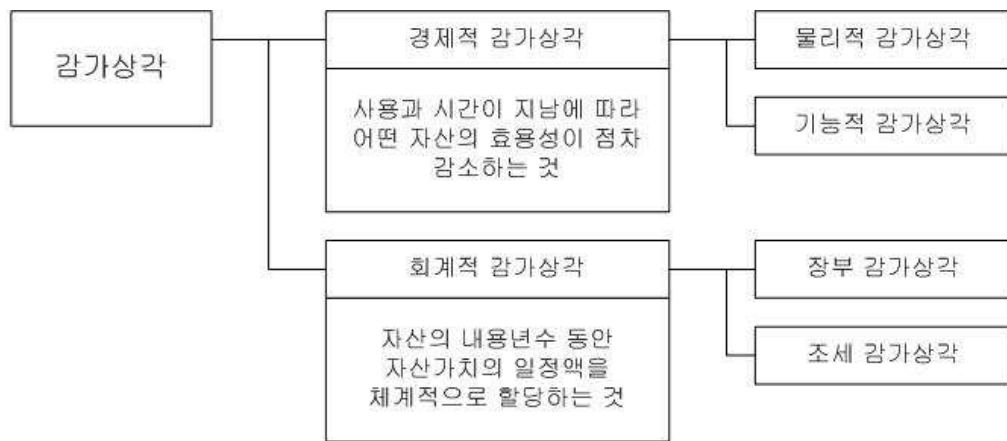 감가상각
경제적 감가상각
사용과 시간이 지남에 따라
어떤 자산의 효용성이 점차
감소하는 것
물리적 감가상각
기능적 감가상각
회계적 감가상각
자산의 내용년수 동안
자산가치의 일정액을
체계적으로 할당하는 것
장부 감가상각
조세 감가상각